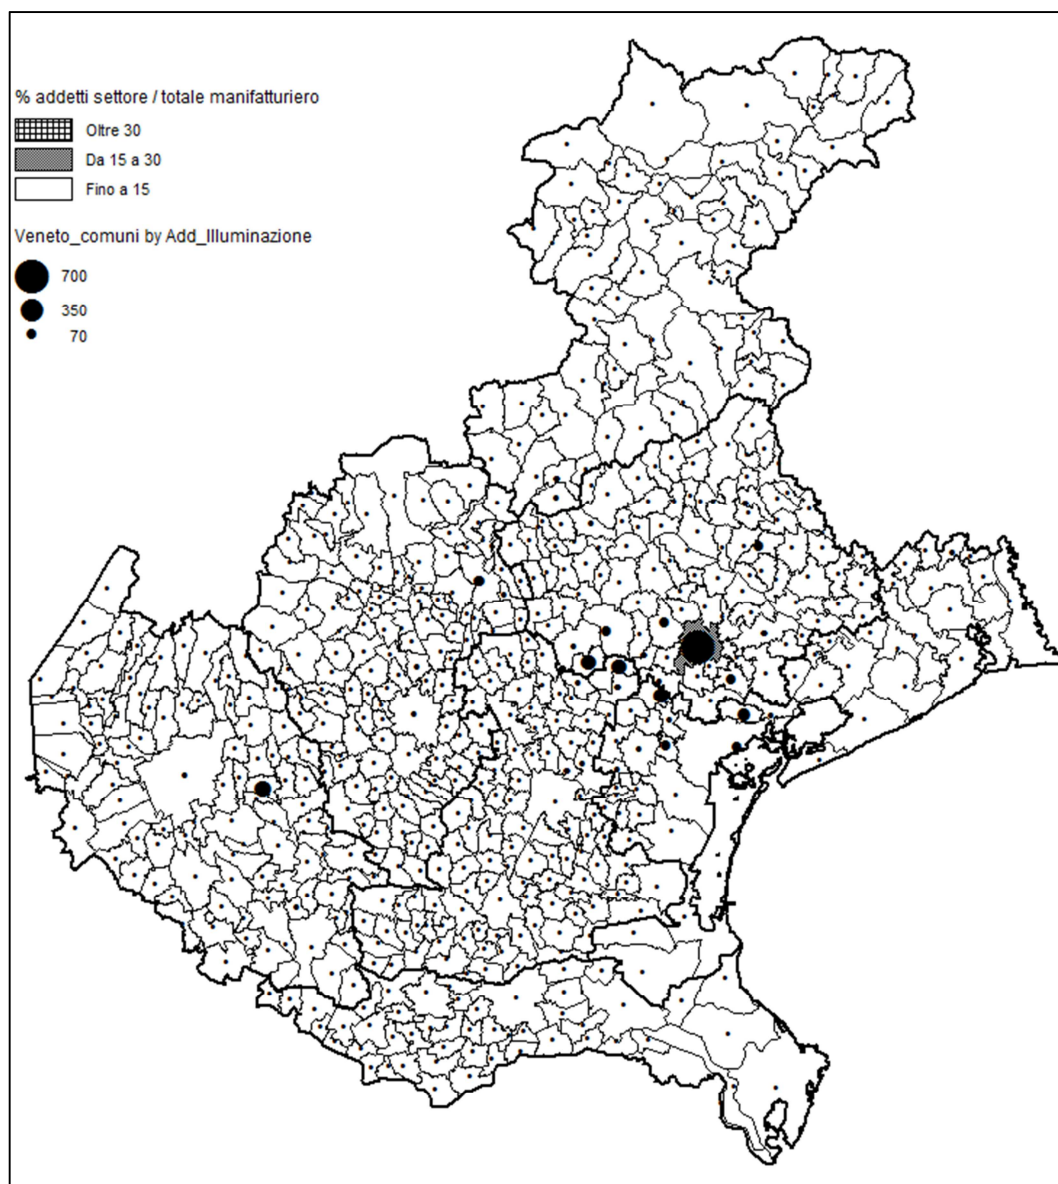 % addetti settore / totale manifatturiero
Oltre 30
Da 15 a 30
Fino a 15
Veneto_comuni by Add_Illuminazione
700
350
70